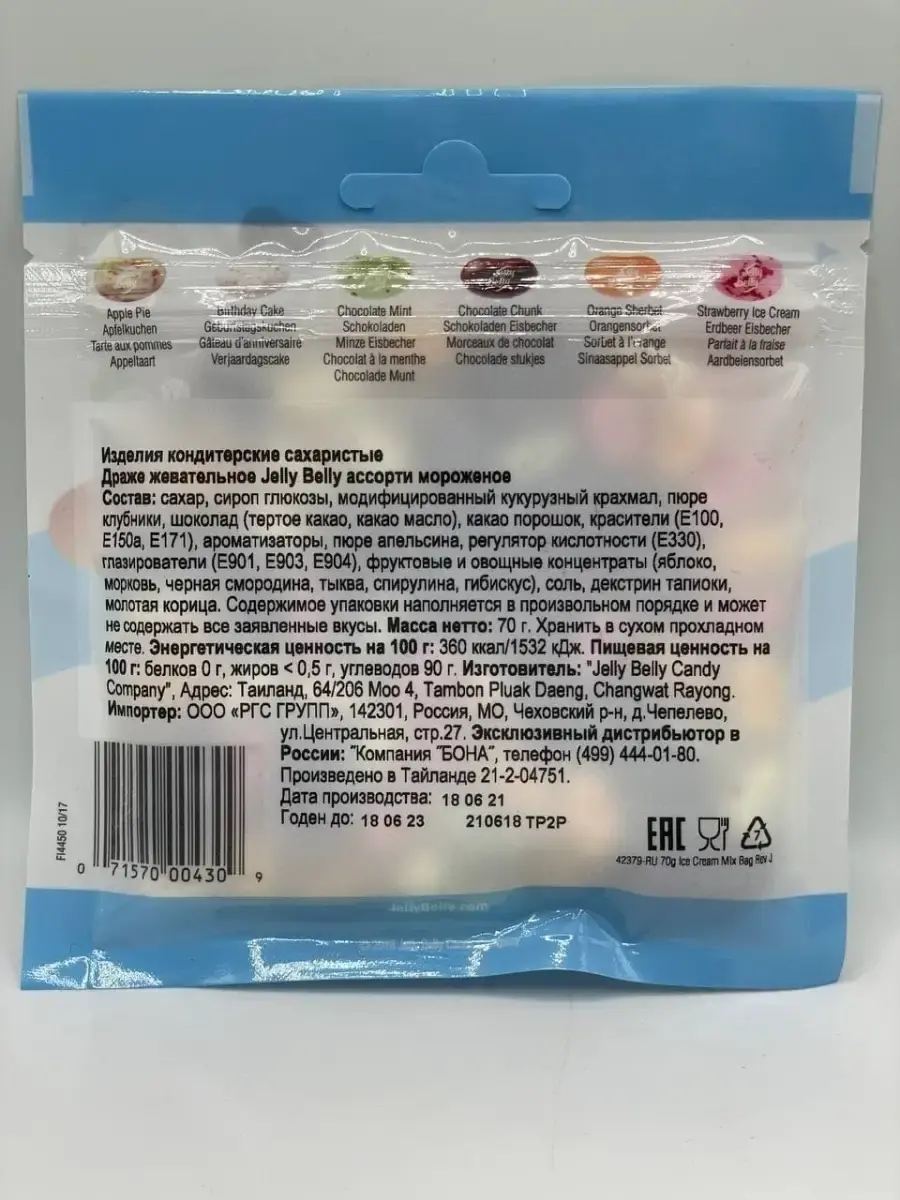 Apple Pie
Apfelkuchen
Tarte aux pommes
Appeltaart
Birthday Cake
Geburtstagskuchen
Gâteau d'anniversaire
Verjaardagscake
Chocolate Mint
Schokoladen
Minze Eisbecher
Chocolat à la menthe
Chocolade Munt
Chocolate Chunk
Schokoladen Eisbecher
Morceaux de chocolat
Chocolade stukjes
Orange Sherbet
Orangensorbet
Sorbet à l'orange
Sinaasappel Sorbet
Strawberry Ice Cream
Erdbeer Eisbecher
Parfait à la fraise
Aardbeiensorbet
Изделия кондитерские сахаристые
Драже жевательное Jelly Belly ассорти мороженое
Состав: сахар, сироп глюкозы, модифицированный кукурузный крахмал, пюре
клубники, шоколад (тертое какао, какао масло), какао порошок, красители (E100,
E150a, E171), ароматизаторы, пюре апельсина, регулятор кислотности (E330),
глазирователи (E901, E903, E904), фруктовые и овощные концентраты (яблоко,
морковь, черная смородина, тыква, спирулина, гибискус), соль, декстрин тапиоки,
молотая корица. Содержимое упаковки наполняется в произвольном порядке и может
не содержать все заявленные вкусы. Масса нетто: 70 г. Хранить в сухом прохладном
месте. Энергетическая ценность на 100 г: 360 ккал/1532 кДж. Пищевая ценность на
100 г: белков 0 г, жиров < 0,5 г, углеводов 90 г. Изготовитель: "Jelly Belly Candy
Company", Адрес: Таиланд, 64/206 Moo 4, Tambon Pluak Daeng, Changwat Rayong.
Импортер: ООО «РГС ГРУПП», 142301, Россия, МО, Чеховский р-н, д.Чепелево,
ул.Центральная, стр.27. Эксклюзивный дистрибьютор в
России: "Компания "БОНА", телефон (499) 444-01-80.
Произведено в Тайланде 21-2-04751.
Дата производства: 18 06 21
Годен до: 18 06 23 210618 TP2P
FI4450 10/17
0 71570 00430 9
EAC
7
42379-RU 70g Ice Cream Mix Bag Rev J
JellyBelly.com